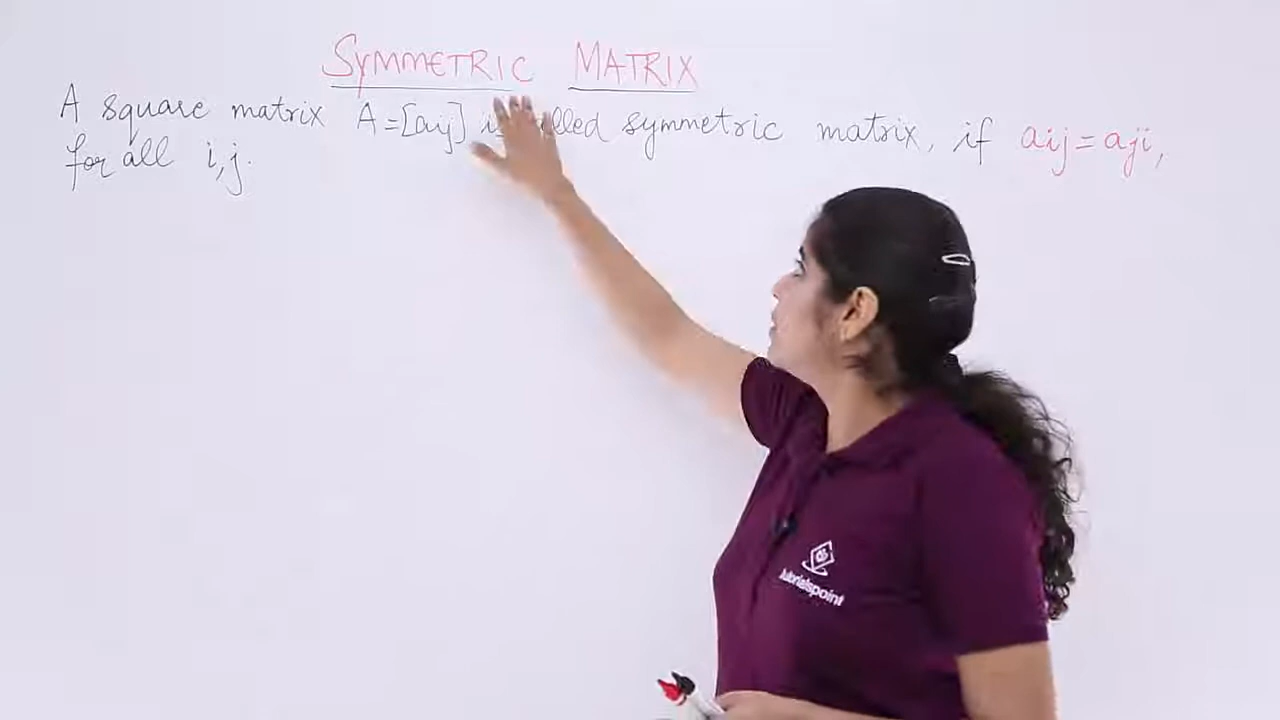 SYMMETRIC MATRIX
A square matrix A=[aij] is called symmetric matrix, if aij=aji,
for all i,j.
tutorialspoint